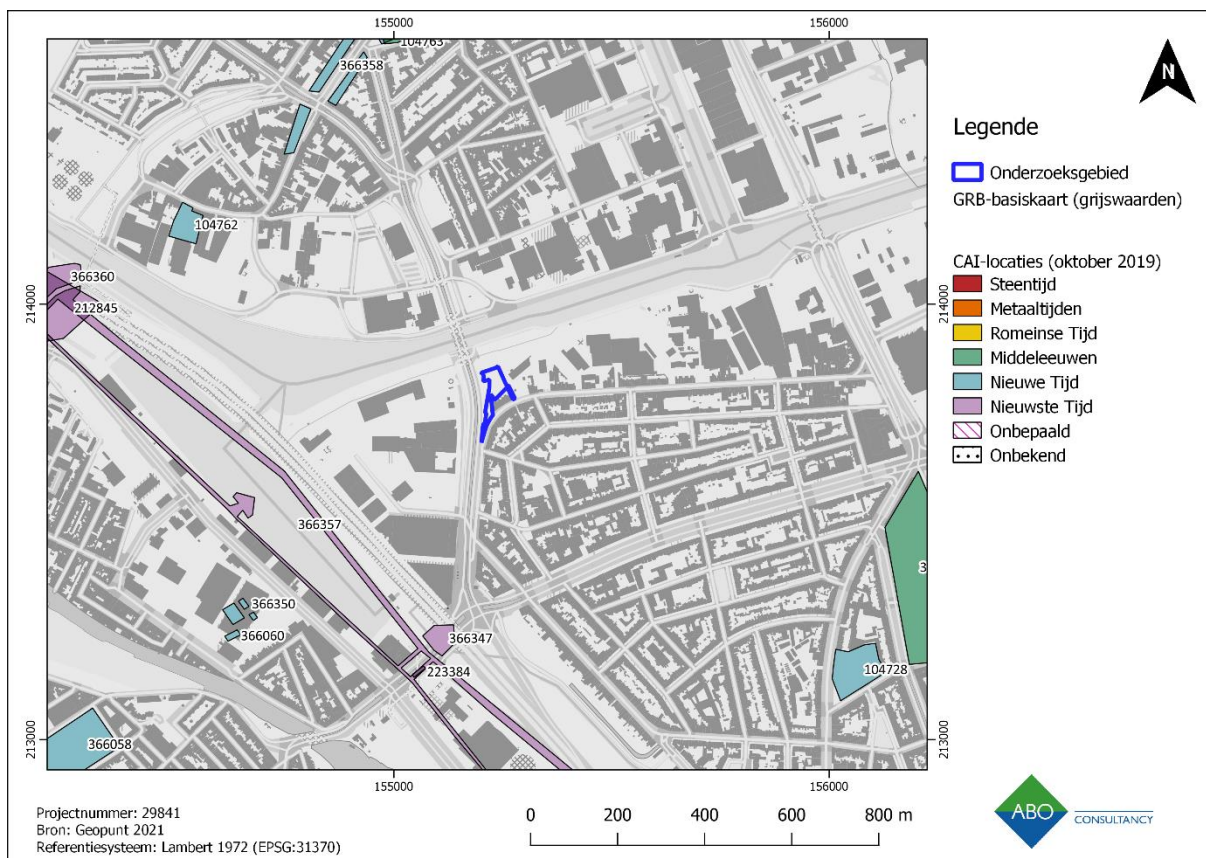 155000
156000
104763
366358
N
Legende
Onderzoeksgebied
GRB-basiskaart (grijswaarden)
104762
CAI-locaties (oktober 2019)
366360
Steentijd
212845
214000
214000
Metaaltijden
Romeinse Tijd
Middeleeuwen
Nieuwe Tijd
Nieuwste Tijd
Onbepaald
Onbekend
366357
3
366350
366060
366347
223384
104728
366058
213000
213000
155000
156000
Projectnummer: 29841
Bron: Geopunt 2021
Referentiesysteem: Lambert 1972 (EPSG:31370)
0 200 400 600 800 m
ABO CONSULTANCY